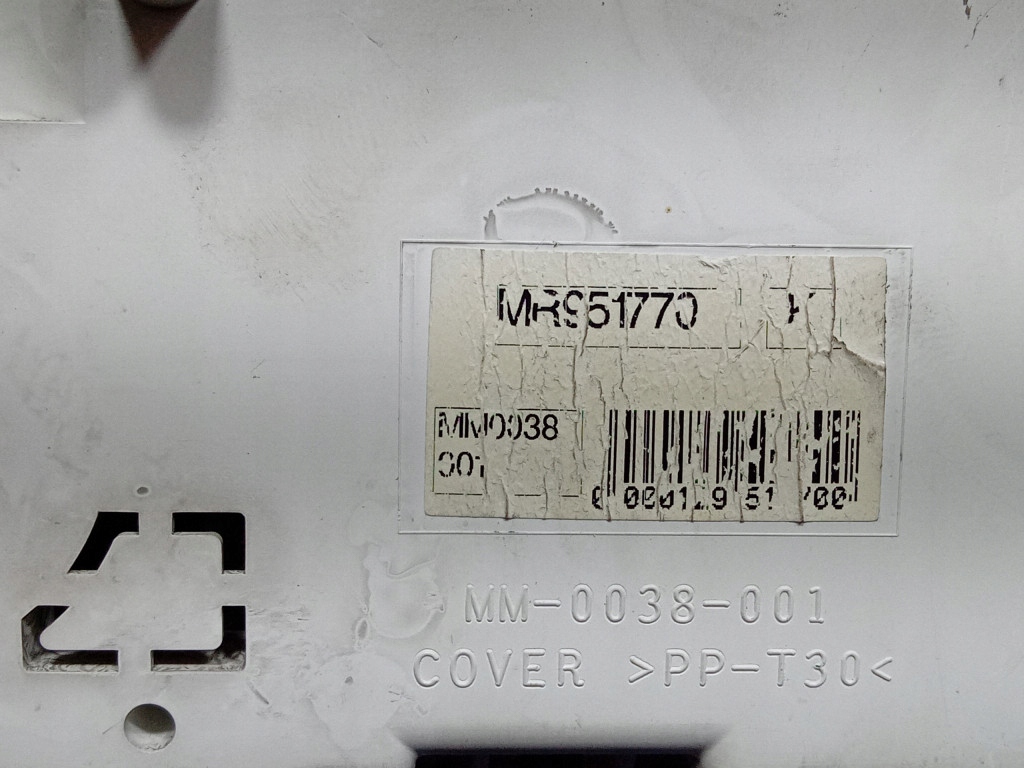 MR951770
MM0038
001
MM-0038-001
COVER >PP-T30<